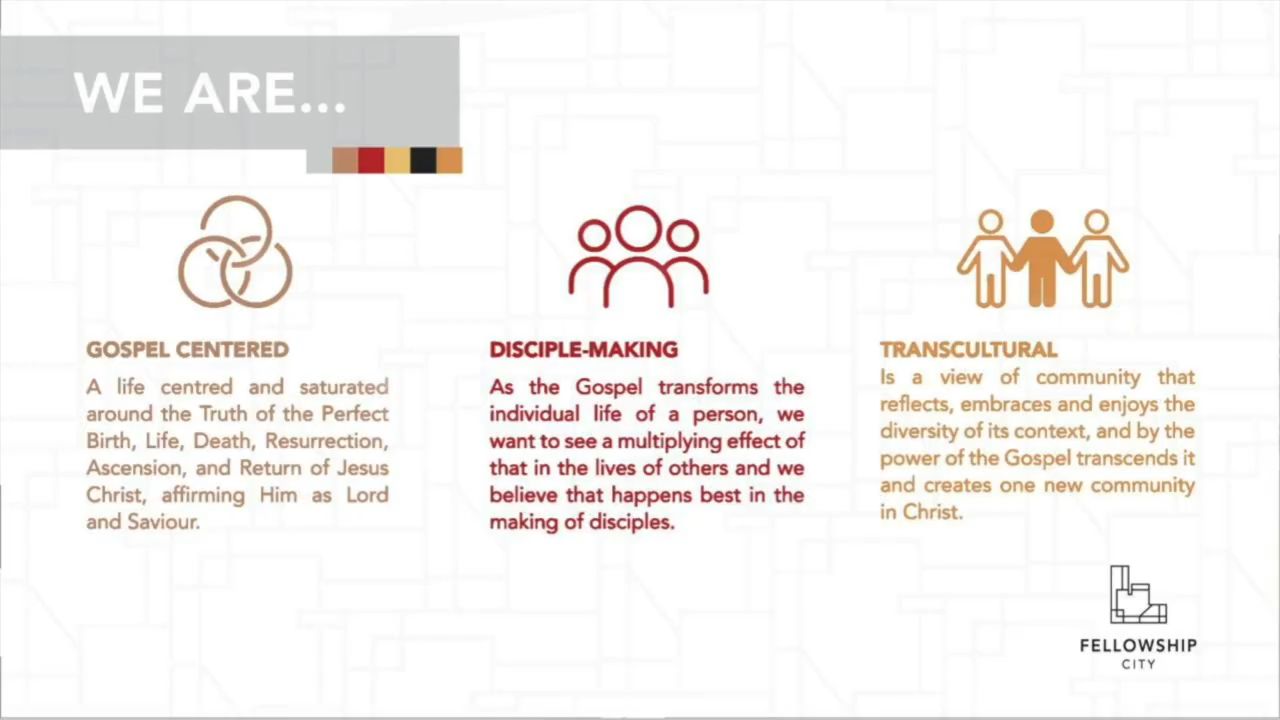 WE ARE...
GOSPEL CENTERED
A life centred and saturated
around the Truth of the Perfect
Birth, Life, Death, Resurrection,
Ascension, and Return of Jesus
Christ, affirming Him as Lord
and Saviour.
DISCIPLE-MAKING
As the Gospel transforms the
individual life of a person, we
want to see a multiplying effect of
that in the lives of others and we
believe that happens best in the
making of disciples.
TRANSCULTURAL
Is a view of community that
reflects, embraces and enjoys the
diversity of its context, and by the
power of the Gospel transcends it
and creates one new community
in Christ.
FELLOWSHIP
CITY